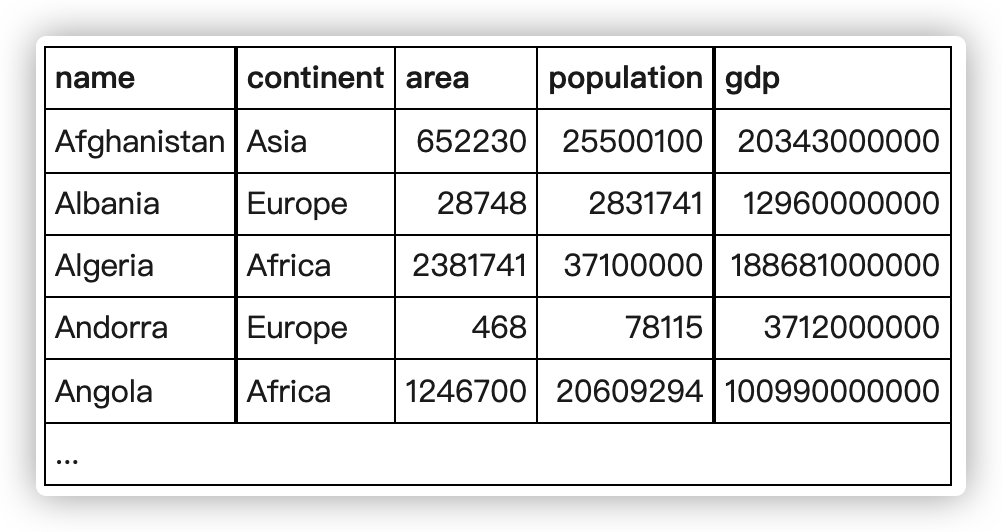 name continent area population gdp
Afghanistan Asia 652230 25500100 20343000000
Albania Europe 28748 2831741 12960000000
Algeria Africa 2381741 37100000 188681000000
Andorra Europe 468 78115 3712000000
Angola Africa 1246700 20609294 100990000000
...